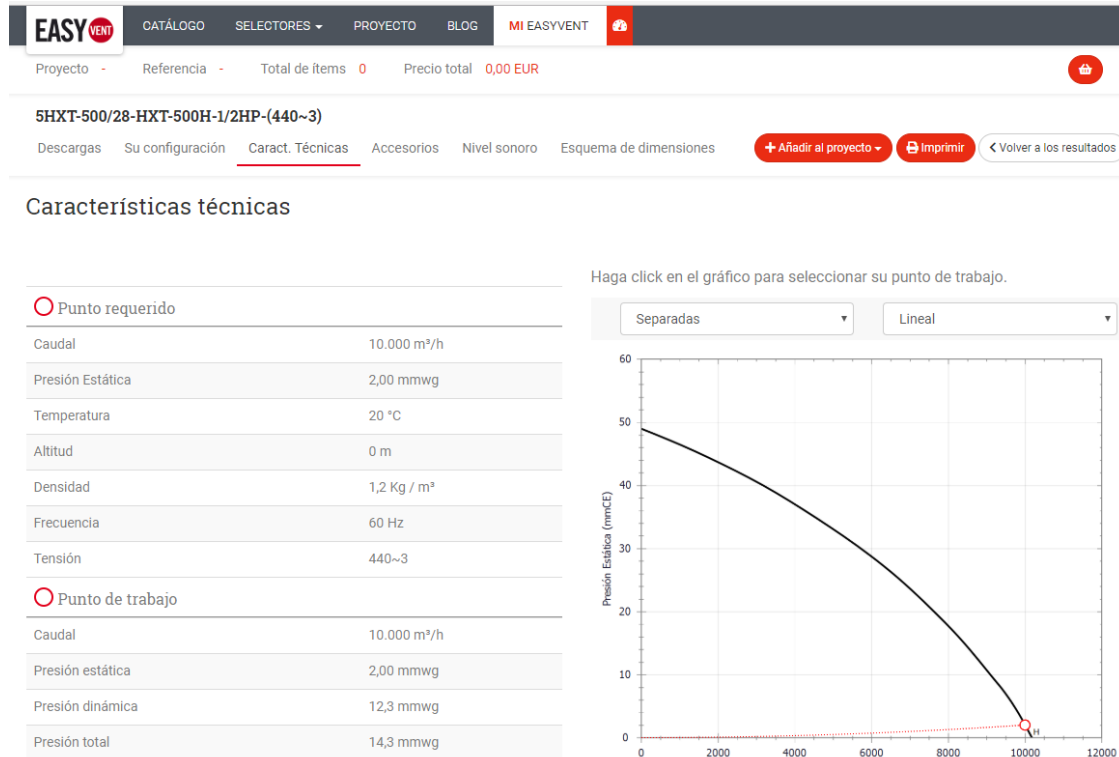 EASY VENT CATÁLOGO SELECTORES PROYECTO BLOG MI EASYVENT
Proyecto - Referencia - Total de ítems 0 Precio total 0,00 EUR
5HXT-500/28-HXT-500H-1/2HP-(440~3)
Descargas Su configuración Caract. Técnicas Accesorios Nivel sonoro Esquema de dimensiones + Añadir al proyecto Imprimir Volver a los resultados
Características técnicas
Haga click en el gráfico para seleccionar su punto de trabajo.
Separadas Lineal
Punto requerido
Caudal 10.000 m³/h
Presión Estática 2,00 mmwg
Temperatura 20 °C
Altitud 0 m
Densidad 1,2 Kg / m³
Frecuencia 60 Hz
Tensión 440~3
Punto de trabajo
Caudal 10.000 m³/h
Presión estática 2,00 mmwg
Presión dinámica 12,3 mmwg
Presión total 14,3 mmwg
Presión Estática (mmCE)
60
50
40
30
20
10
0
H
0 2000 4000 6000 8000 10000 12000